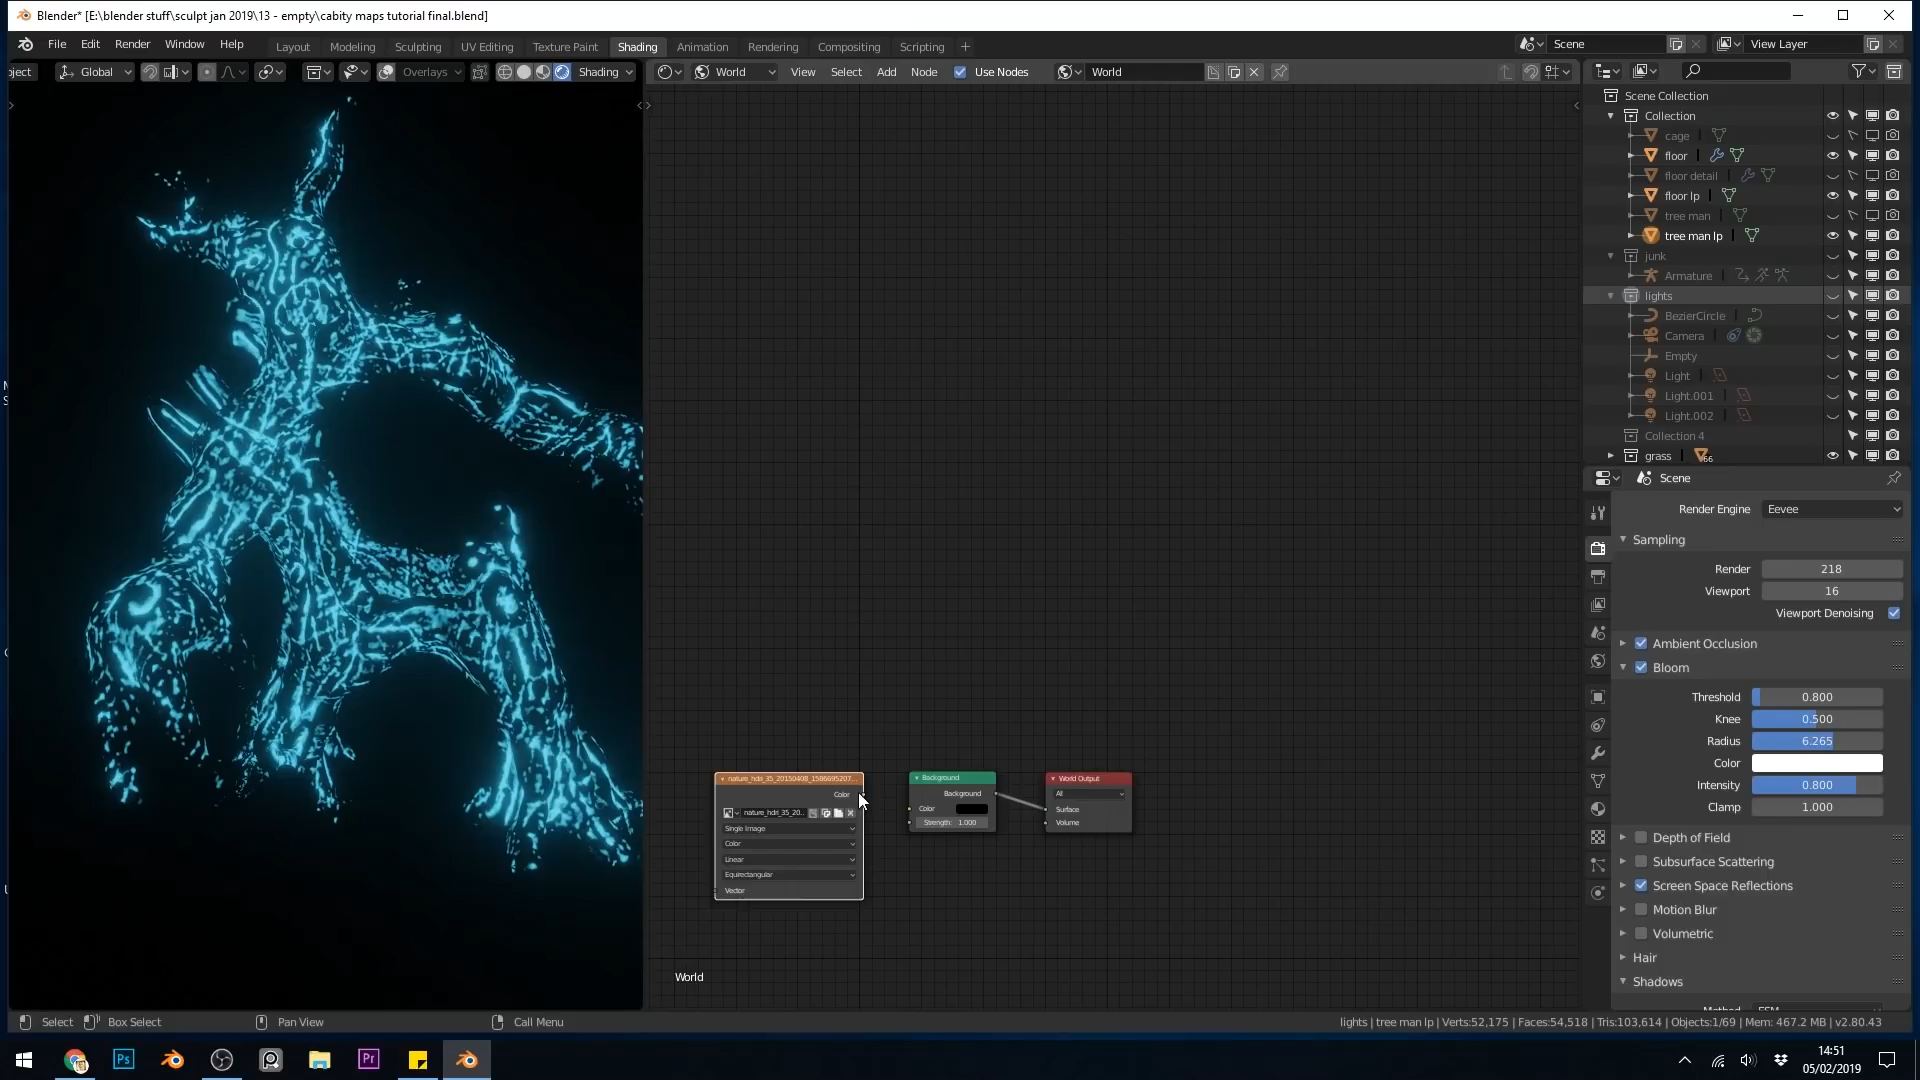 Blender* [E:\blender stuff\sculpt jan 2019\13 - empty\cabity maps tutorial final.blend]
File Edit Render Window Help Layout Modeling Sculpting UV Editing Texture Paint Shading Animation Rendering Compositing Scripting + Scene View Layer
oject Global Overlays Shading World View Select Add Node Use Nodes World
Scene Collection
Collection
cage
floor
floor detail
floor lp
tree man
tree man lp
junk
Armature
lights
BezierCircle
Camera
Empty
Light
Light.001
Light.002
Collection 4
grass 66
Scene
Render Engine Eevee
Sampling
Render 218
Viewport 16
Viewport Denoising
Ambient Occlusion
Bloom
Threshold 0.800
Knee 0.500
Radius 6.265
Color
Intensity 0.800
Clamp 1.000
Depth of Field
Subsurface Scattering
Screen Space Reflections
Motion Blur
Volumetric
Hair
Shadows
Method ESM
nature_hdri_35_20150408_1586695207...
Color
nature_hdri_35_20...
Single Image
Color
Linear
Equirectangular
Vector
Background
Background
Color
Strength: 1.000
World Output
All
Surface
Volume
World
Select Box Select Pan View Call Menu lights | tree man lp | Verts:52,175 | Faces:54,518 | Tris:103,614 | Objects:1/69 | Mem: 467.2 MB | v2.80.43
Ps Pr
14:51
05/02/2019